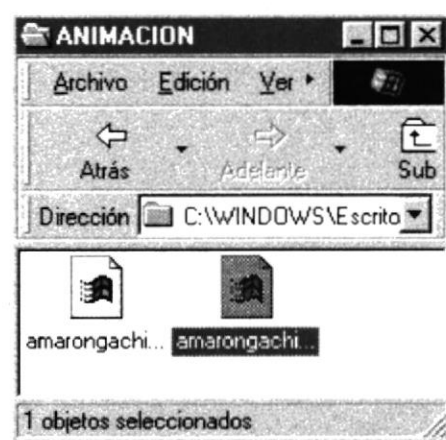 ANIMACION
Archivo Edición Ver
Atrás Adelante Sub
Dirección C:\WINDOWS\Escrito
amarongachi... amarongachi...
1 objetos seleccionados